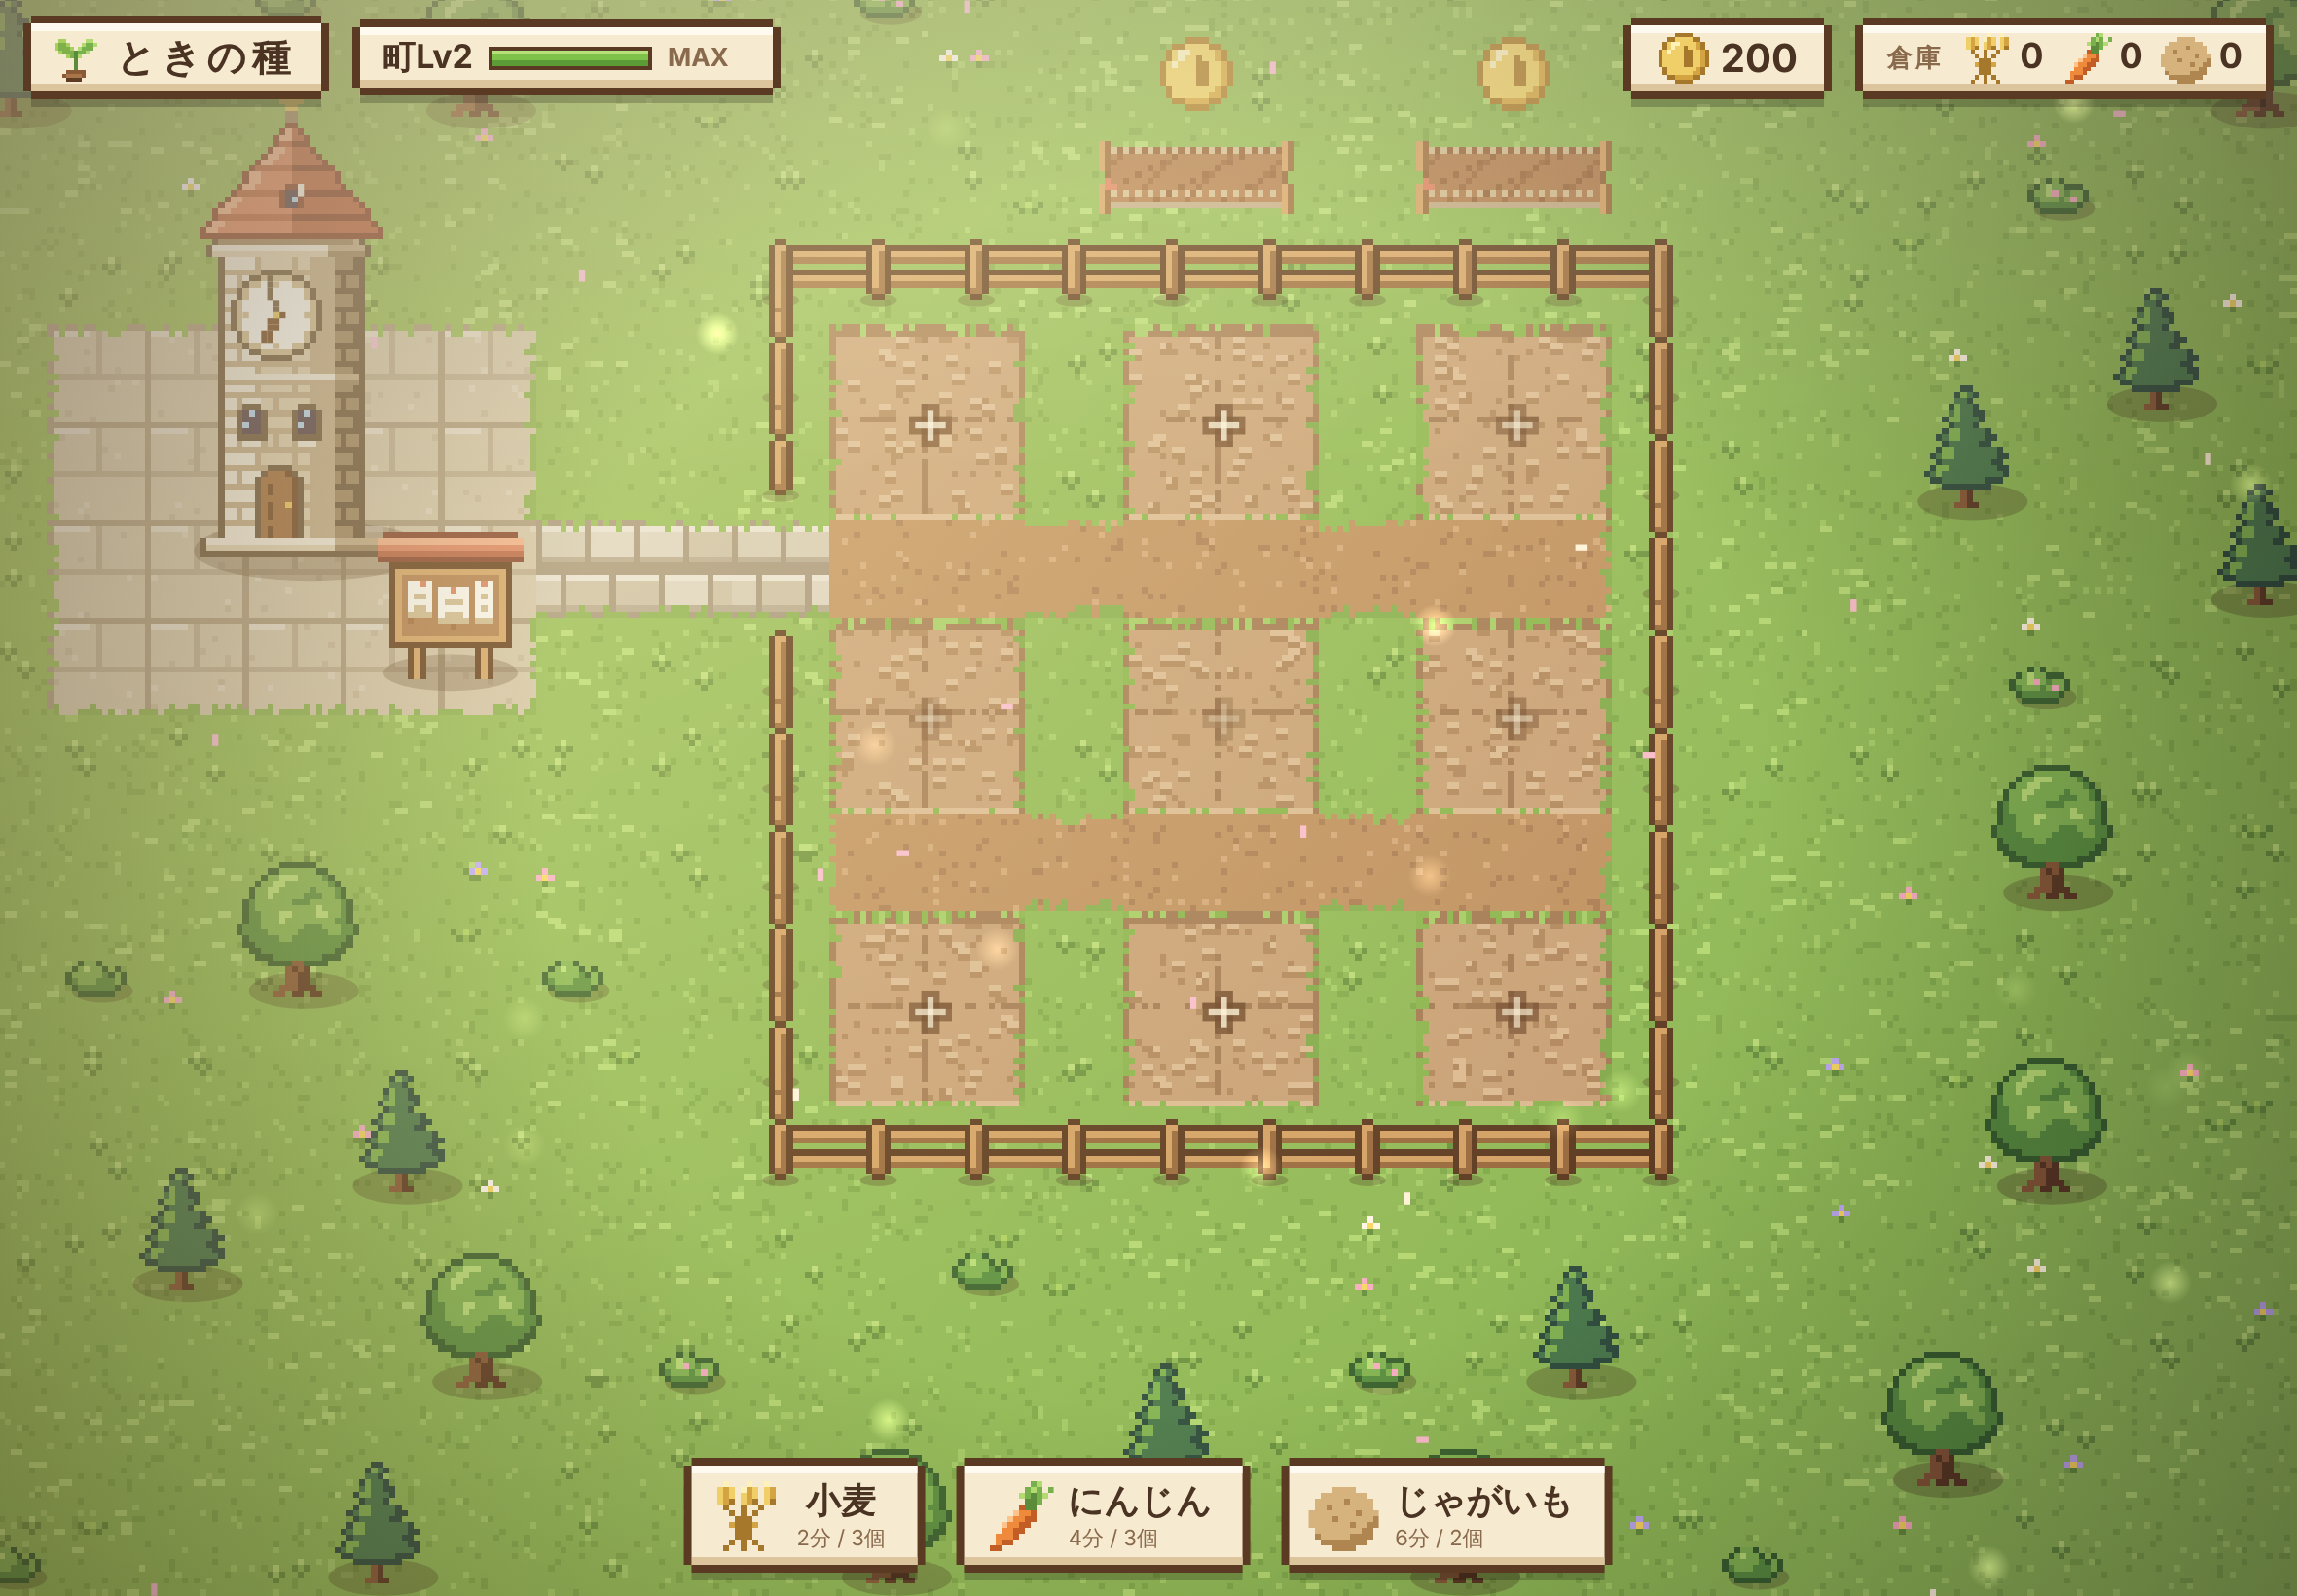 ときの種
町Lv2 MAX
200
倉庫 0 0 0
小麦
2分 / 3個
にんじん
4分 / 3個
じゃがいも
6分 / 2個